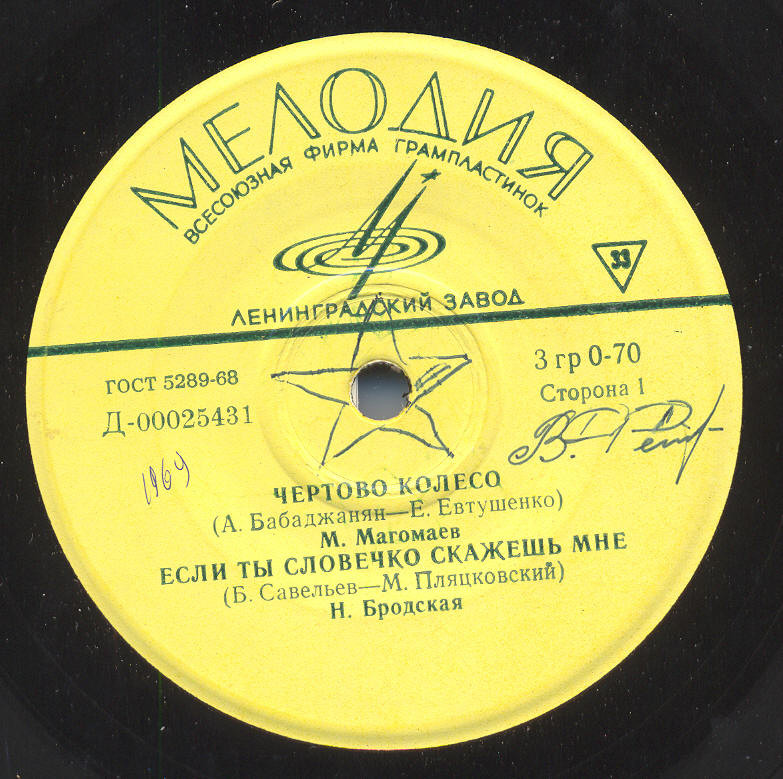 МЕЛОДИЯ
ВСЕСОЮЗНАЯ ФИРМА ГРАМПЛАСТИНОК
33
ЛЕНИНГРАДСКИЙ ЗАВОД
ГОСТ 5289-68
3 гр 0-70
Д-00025431
Сторона 1
1969
ЧЕРТОВО КОЛЕСО
(А. Бабаджанян—Е. Евтушенко)
М. Магомаев
ЕСЛИ ТЫ СЛОВЕЧКО СКАЖЕШЬ МНЕ
(Б. Савельев—М. Пляцковский)
Н. Бродская